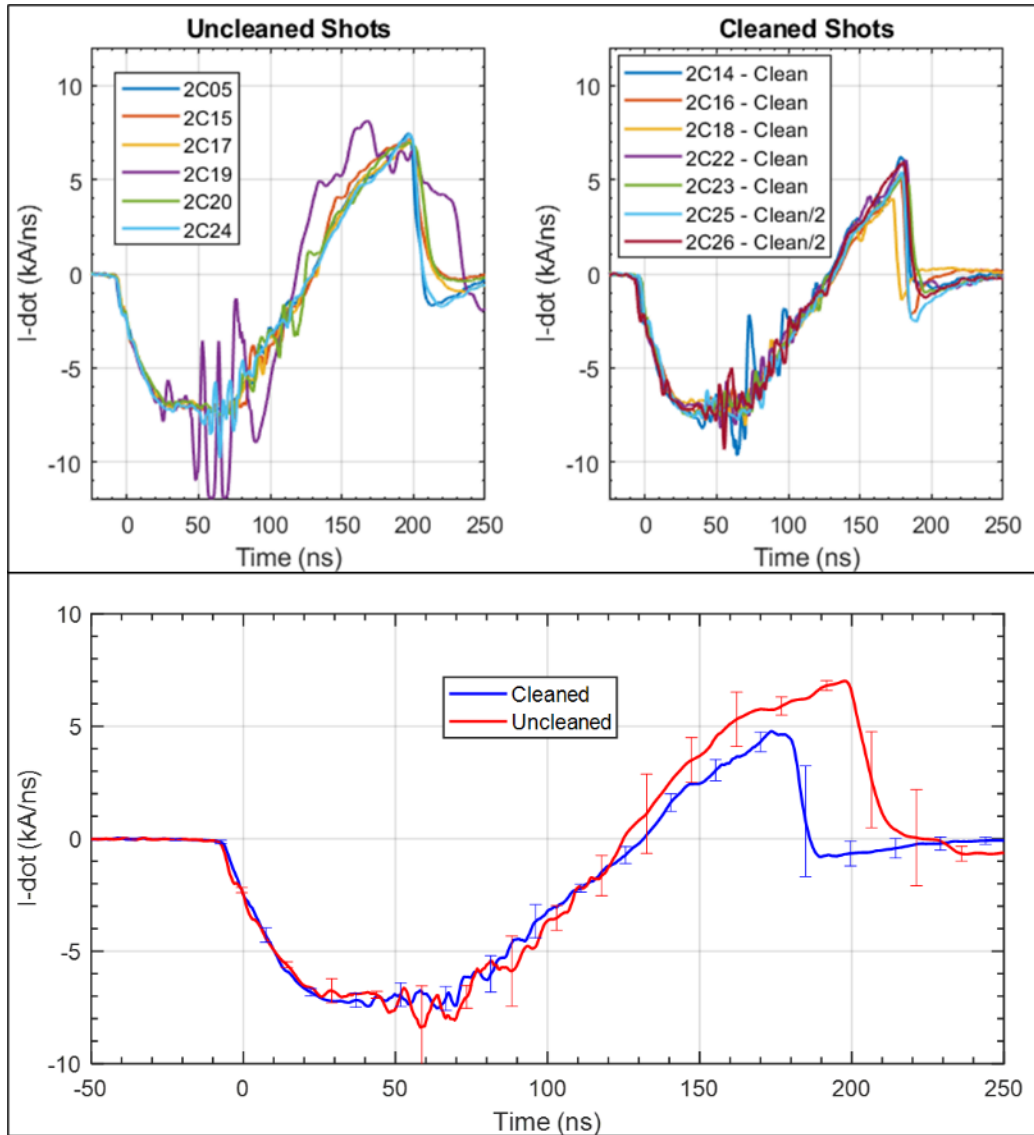 Uncleaned Shots
I-dot (kA/ns)
10
5
0
-5
-10
2C05
2C15
2C17
2C19
2C20
2C24
0 50 100 150 200 250
Time (ns)
Cleaned Shots
I-dot (kA/ns)
10
5
0
-5
-10
2C14 - Clean
2C16 - Clean
2C18 - Clean
2C22 - Clean
2C23 - Clean
2C25 - Clean/2
2C26 - Clean/2
0 50 100 150 200 250
Time (ns)
I-dot (kA/ns)
10
5
0
-5
-10
Cleaned
Uncleaned
-50 0 50 100 150 200 250
Time (ns)